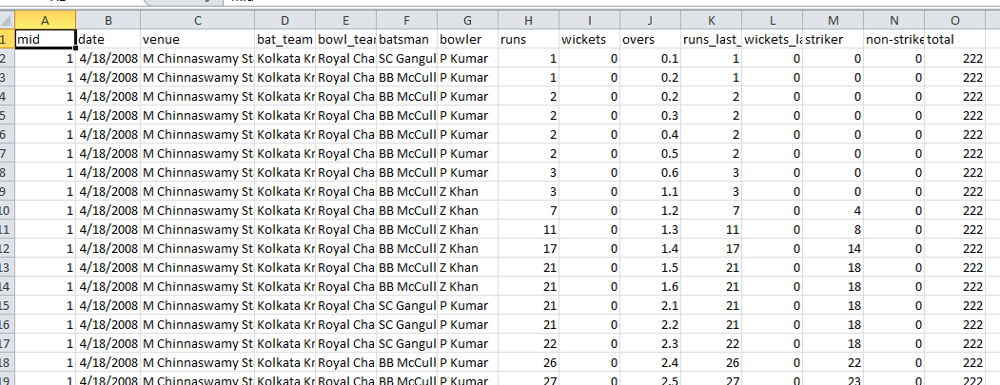 A B C D E F G H I J K L M N O
1 mid date venue bat_team bowl_tear batsman bowler runs wickets overs runs_last_ wickets_la striker non-strike total
2 1 4/18/2008 M Chinnaswamy St Kolkata Kr Royal Cha SC Gangul P Kumar 1 0 0.1 1 0 0 0 222
3 1 4/18/2008 M Chinnaswamy St Kolkata Kr Royal Cha BB McCull P Kumar 1 0 0.2 1 0 0 0 222
4 1 4/18/2008 M Chinnaswamy St Kolkata Kr Royal Cha BB McCull P Kumar 2 0 0.2 2 0 0 0 222
5 1 4/18/2008 M Chinnaswamy St Kolkata Kr Royal Cha BB McCull P Kumar 2 0 0.3 2 0 0 0 222
6 1 4/18/2008 M Chinnaswamy St Kolkata Kr Royal Cha BB McCull P Kumar 2 0 0.4 2 0 0 0 222
7 1 4/18/2008 M Chinnaswamy St Kolkata Kr Royal Cha BB McCull P Kumar 2 0 0.5 2 0 0 0 222
8 1 4/18/2008 M Chinnaswamy St Kolkata Kr Royal Cha BB McCull P Kumar 3 0 0.6 3 0 0 0 222
9 1 4/18/2008 M Chinnaswamy St Kolkata Kr Royal Cha BB McCull Z Khan 3 0 1.1 3 0 0 0 222
10 1 4/18/2008 M Chinnaswamy St Kolkata Kr Royal Cha BB McCull Z Khan 7 0 1.2 7 0 4 0 222
11 1 4/18/2008 M Chinnaswamy St Kolkata Kr Royal Cha BB McCull Z Khan 11 0 1.3 11 0 8 0 222
12 1 4/18/2008 M Chinnaswamy St Kolkata Kr Royal Cha BB McCull Z Khan 17 0 1.4 17 0 14 0 222
13 1 4/18/2008 M Chinnaswamy St Kolkata Kr Royal Cha BB McCull Z Khan 21 0 1.5 21 0 18 0 222
14 1 4/18/2008 M Chinnaswamy St Kolkata Kr Royal Cha BB McCull Z Khan 21 0 1.6 21 0 18 0 222
15 1 4/18/2008 M Chinnaswamy St Kolkata Kr Royal Cha SC Gangul P Kumar 21 0 2.1 21 0 18 0 222
16 1 4/18/2008 M Chinnaswamy St Kolkata Kr Royal Cha SC Gangul P Kumar 21 0 2.2 21 0 18 0 222
17 1 4/18/2008 M Chinnaswamy St Kolkata Kr Royal Cha SC Gangul P Kumar 22 0 2.3 22 0 18 0 222
18 1 4/18/2008 M Chinnaswamy St Kolkata Kr Royal Cha BB McCull P Kumar 26 0 2.4 26 0 22 0 222
19 1 4/18/2008 M Chinnaswamy St Kolkata Kr Royal Cha BB McCull P Kumar 27 0 2.5 27 0 23 0 222